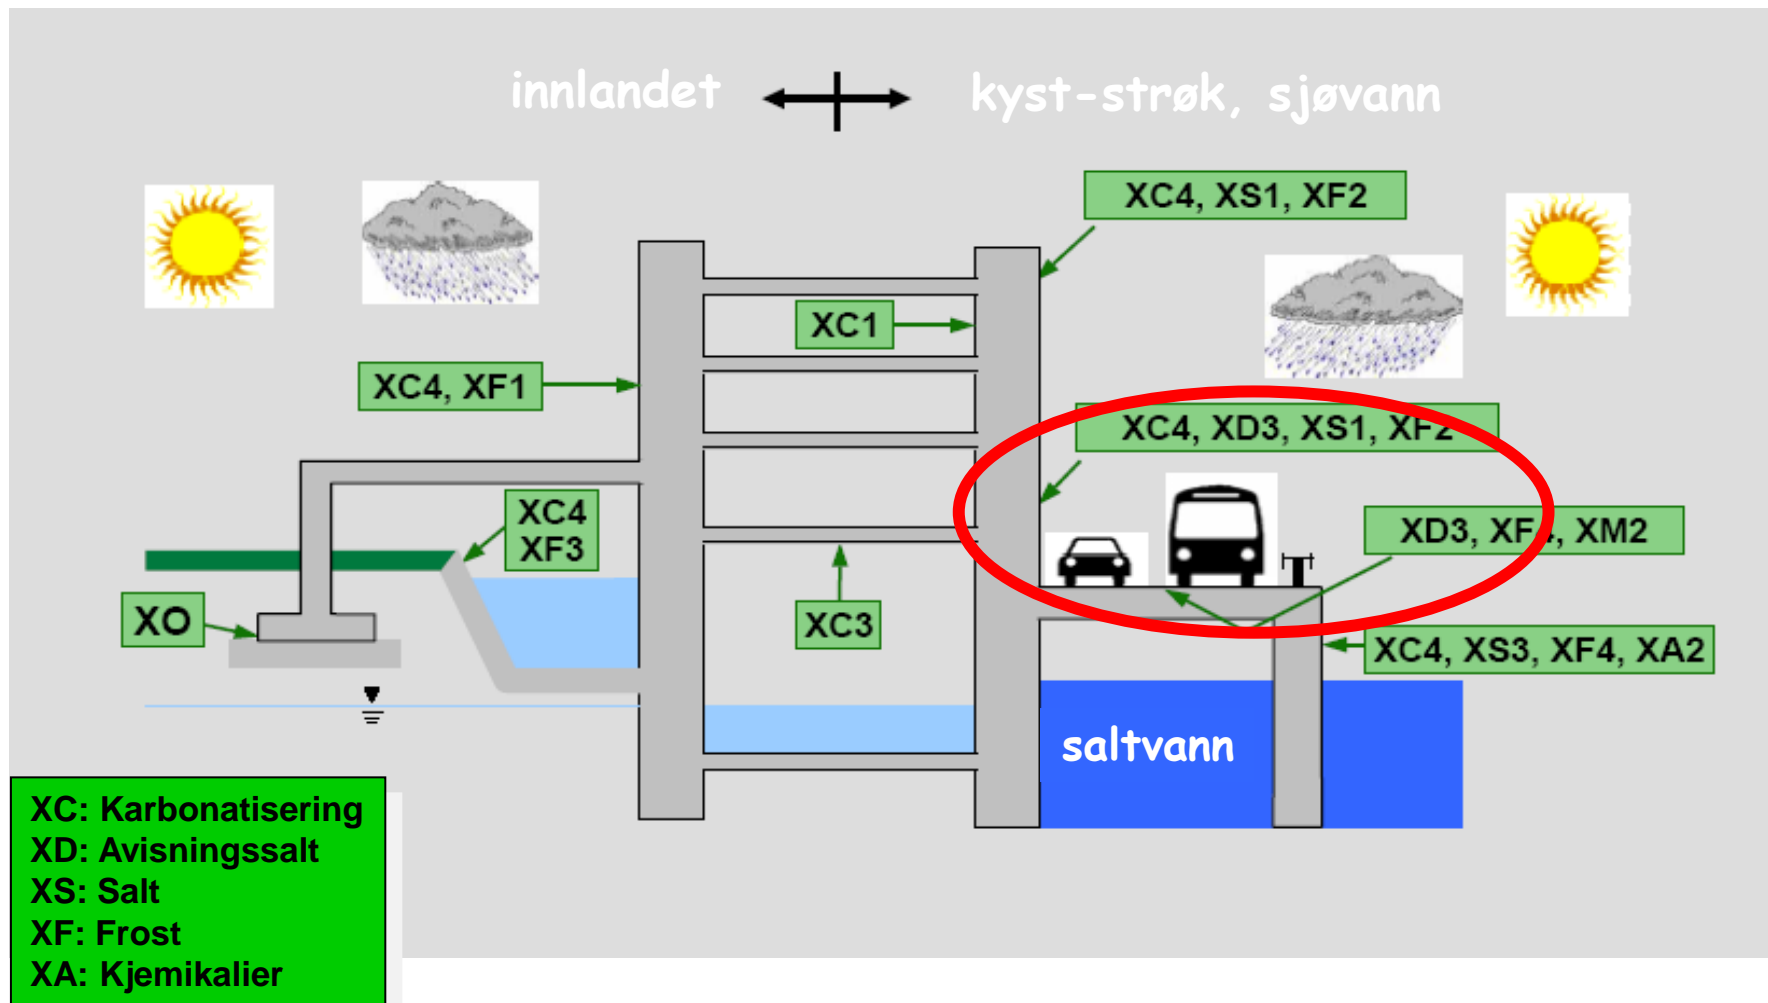 innlandet
kyst-strøk, sjøvann
XC4, XS1, XF2
XC1
XC4, XF1
XC4, XD3, XS1, XF2
XC4
XF3
XD3, XF4, XM2
XO
XC3
XC4, XS3, XF4, XA2
saltvann
XC: Karbonatisering
XD: Avisningssalt
XS: Salt
XF: Frost
XA: Kjemikalier